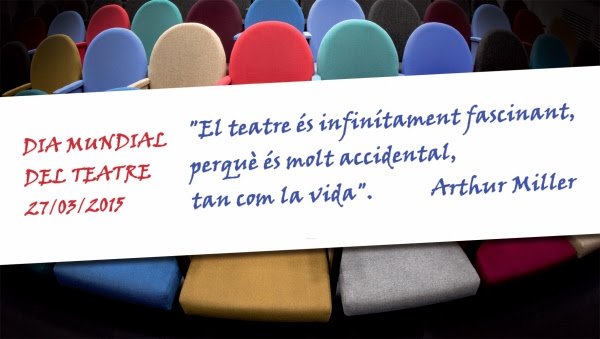 DIA MUNDIAL
DEL TEATRE
27/03/2015
"El teatre és infinitament fascinant,
perquè és molt accidental,
tan com la vida".
Arthur Miller